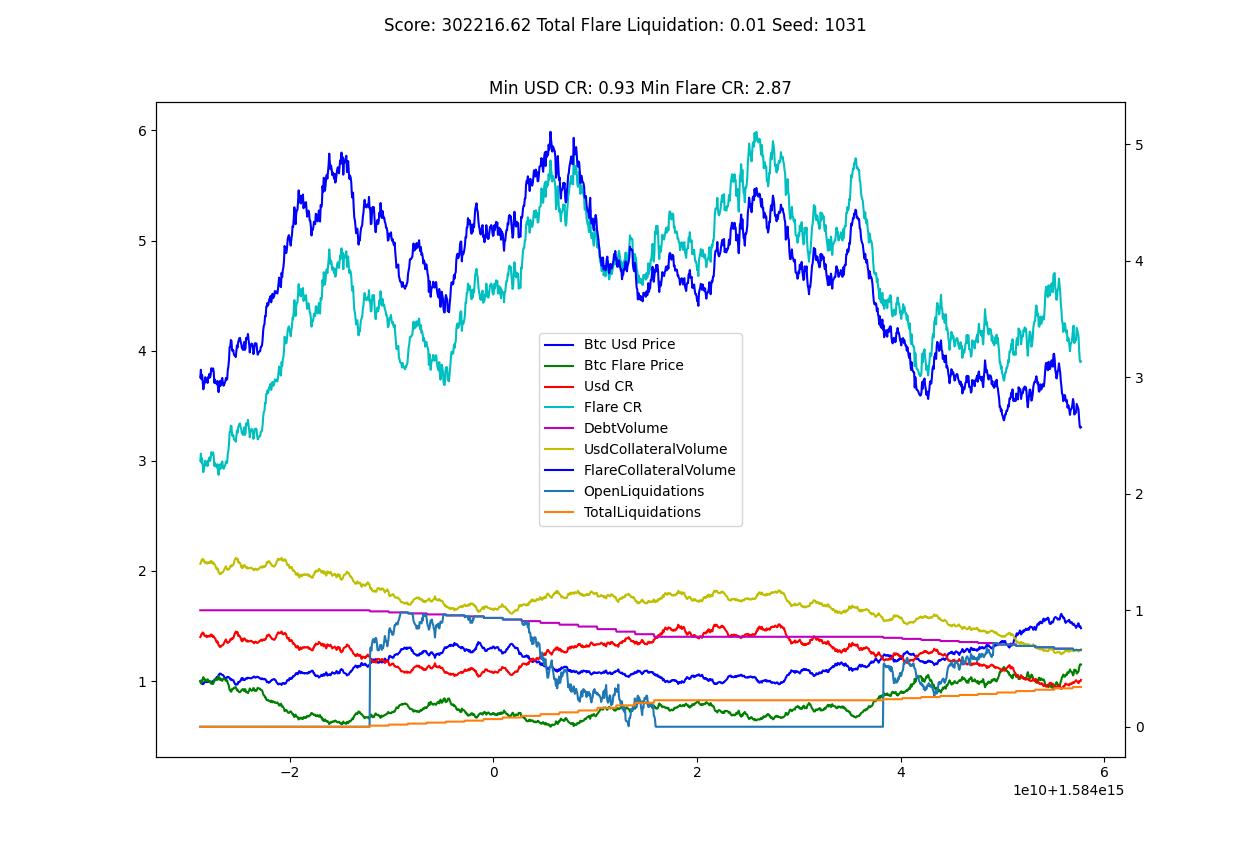 Score: 302216.62 Total Flare Liquidation: 0.01 Seed: 1031
Min USD CR: 0.93 Min Flare CR: 2.87
6
5
4
3
2
1
5
4
3
2
1
0
Btc Usd Price
Btc Flare Price
Usd CR
Flare CR
DebtVolume
UsdCollateralVolume
FlareCollateralVolume
OpenLiquidations
TotalLiquidations
−2 0 2 4 6
1e10+1.584e15